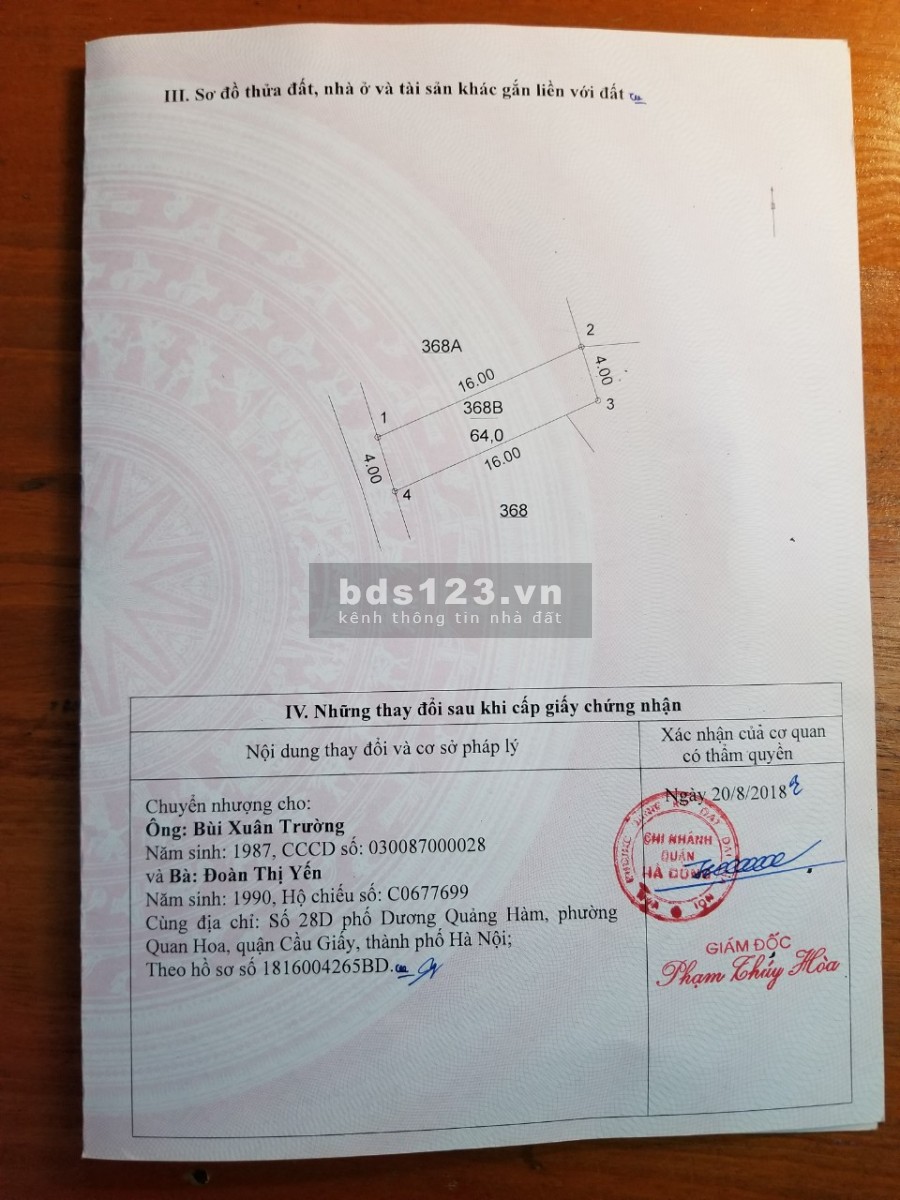 III. Sơ đồ thửa đất, nhà ở và tài sản khác gắn liền với đất
368A
2
16.00
4.00
1
368B
3
64,0
4.00
16.00
4
368
bds123.vn
kênh thông tin nhà đất
IV. Những thay đổi sau khi cấp giấy chứng nhận
Nội dung thay đổi và cơ sở pháp lý
Xác nhận của cơ quan
có thẩm quyền
Chuyển nhượng cho:
Ông: Bùi Xuân Trường
Năm sinh: 1987, CCCD số: 030087000028
và Bà: Đoàn Thị Yến
Năm sinh: 1990, Hộ chiếu số: C0677699
Cùng địa chỉ: Số 28D phố Dương Quảng Hàm, phường
Quan Hoa, quận Cầu Giấy, thành phố Hà Nội;
Theo hồ sơ số 1816004265BD.
Ngày 20/8/2018
CHI NHÁNH
QUẬN
HÀ ĐÔNG
GIÁM ĐỐC
Phạm Thúy Hòa